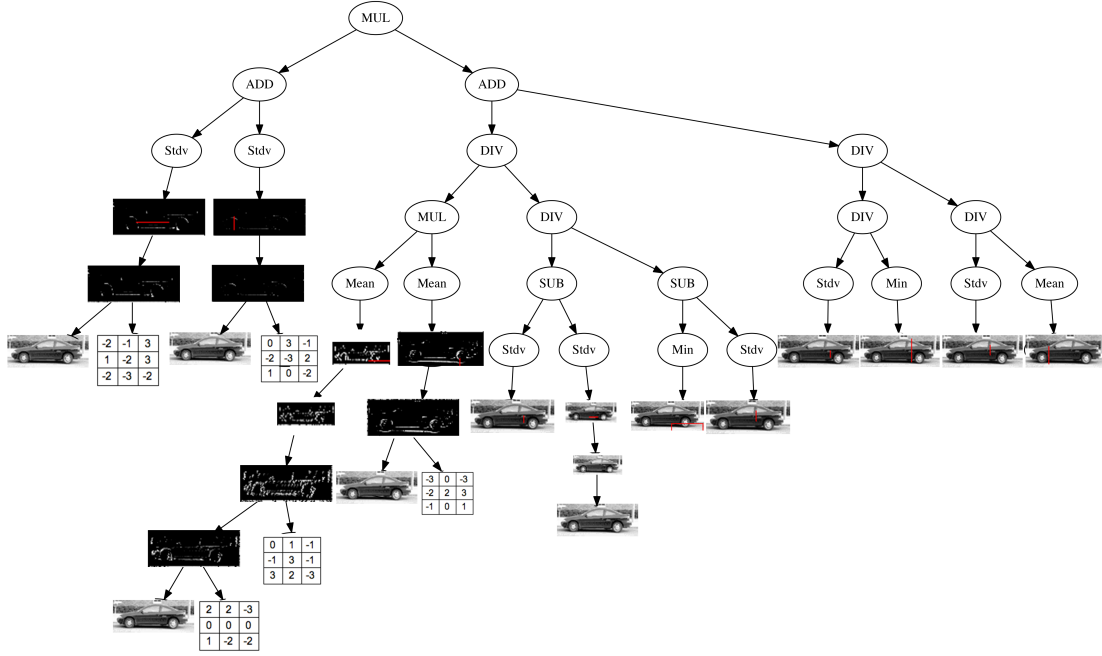 MUL
ADD ADD
Stdv Stdv DIV DIV
MUL DIV DIV DIV
Mean Mean SUB SUB Stdv Min Stdv Mean
Stdv Stdv Min Stdv
-2 -1 3
1 -2 3
-2 -3 -2
0 3 -1
-2 -3 2
1 0 -2
-3 0 -3
-2 2 3
-1 0 1
0 1 -1
-1 3 -1
3 2 -3
2 2 -3
0 0 0
1 -2 -2